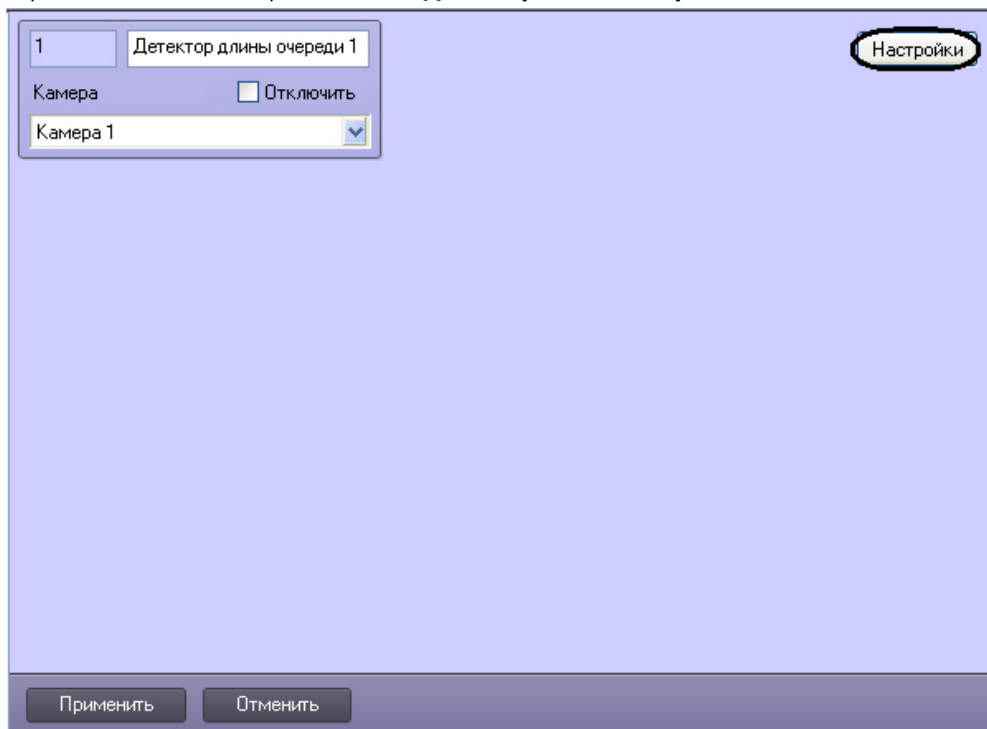 1
Детектор длины очереди 1
Настройки
Камера
Отключить
Камера 1
Применить
Отменить